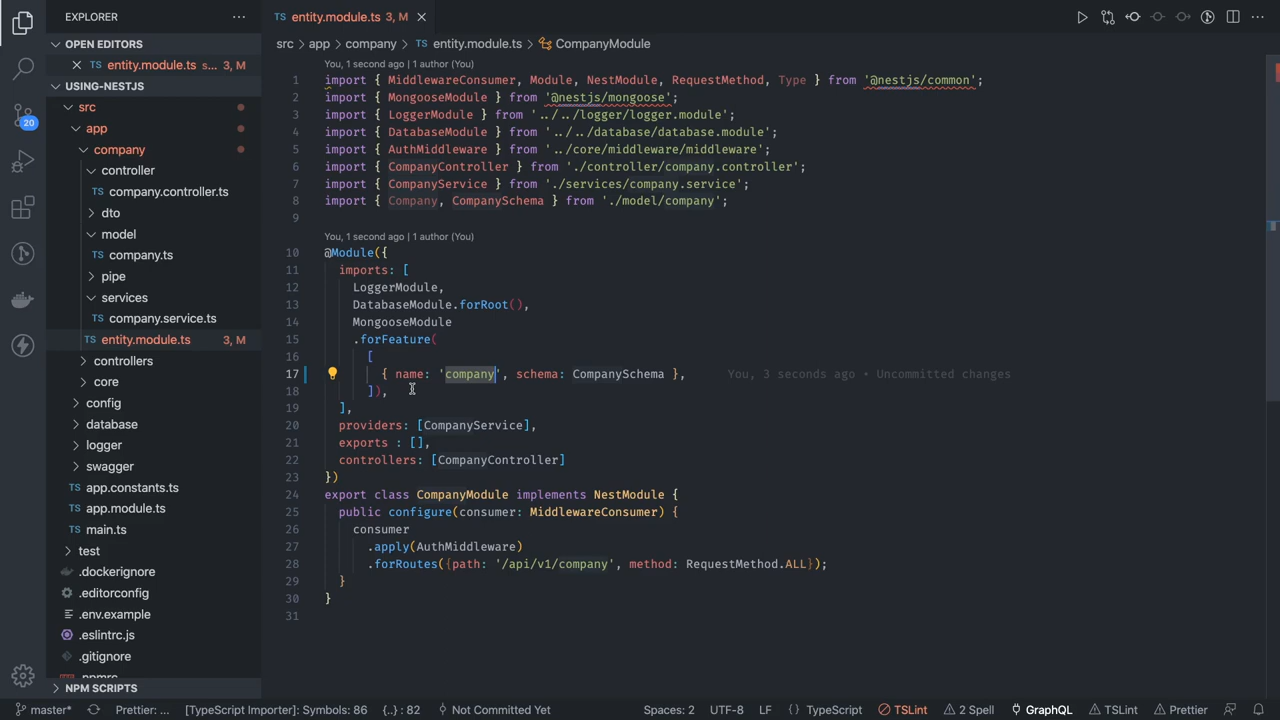 EXPLORER
OPEN EDITORS
entity.module.ts s... 3, M
USING-NESTJS
src
app
company
controller
TS company.controller.ts
dto
model
TS company.ts
pipe
services
TS company.service.ts
TS entity.module.ts 3, M
controllers
core
config
database
logger
swagger
TS app.constants.ts
TS app.module.ts
TS main.ts
test
.dockerignore
.editorconfig
.env.example
.eslintrc.js
.gitignore
NPM SCRIPTS
20
TS entity.module.ts 3, M
src > app > company > TS entity.module.ts > CompanyModule
You, 1 second ago | 1 author (You)
1 import { MiddlewareConsumer, Module, NestModule, RequestMethod, Type } from '@nestjs/common';
2 import { MongooseModule } from '@nestjs/mongoose';
3 import { LoggerModule } from '../../logger/logger.module';
4 import { DatabaseModule } from '../../database/database.module';
5 import { AuthMiddleware } from '../core/middleware/middleware';
6 import { CompanyController } from './controller/company.controller';
7 import { CompanyService } from './services/company.service';
8 import { Company, CompanySchema } from './model/company';
9
You, 1 second ago | 1 author (You)
10 @Module({
11 imports: [
12 LoggerModule,
13 DatabaseModule.forRoot(),
14 MongooseModule
15 .forFeature(
16 [
17 { name: 'company', schema: CompanySchema }, You, 3 seconds ago • Uncommitted changes
18 ]),
19 ],
20 providers: [CompanyService],
21 exports : [],
22 controllers: [CompanyController]
23 })
24 export class CompanyModule implements NestModule {
25 public configure(consumer: MiddlewareConsumer) {
26 consumer
27 .apply(AuthMiddleware)
28 .forRoutes({path: '/api/v1/company', method: RequestMethod.ALL});
29 }
30 }
31
master* Prettier: ... [TypeScript Importer]: Symbols: 86 {..} : 82 Not Committed Yet Spaces: 2 UTF-8 LF { } TypeScript TSLint 2 Spell GraphQL TSLint Prettier